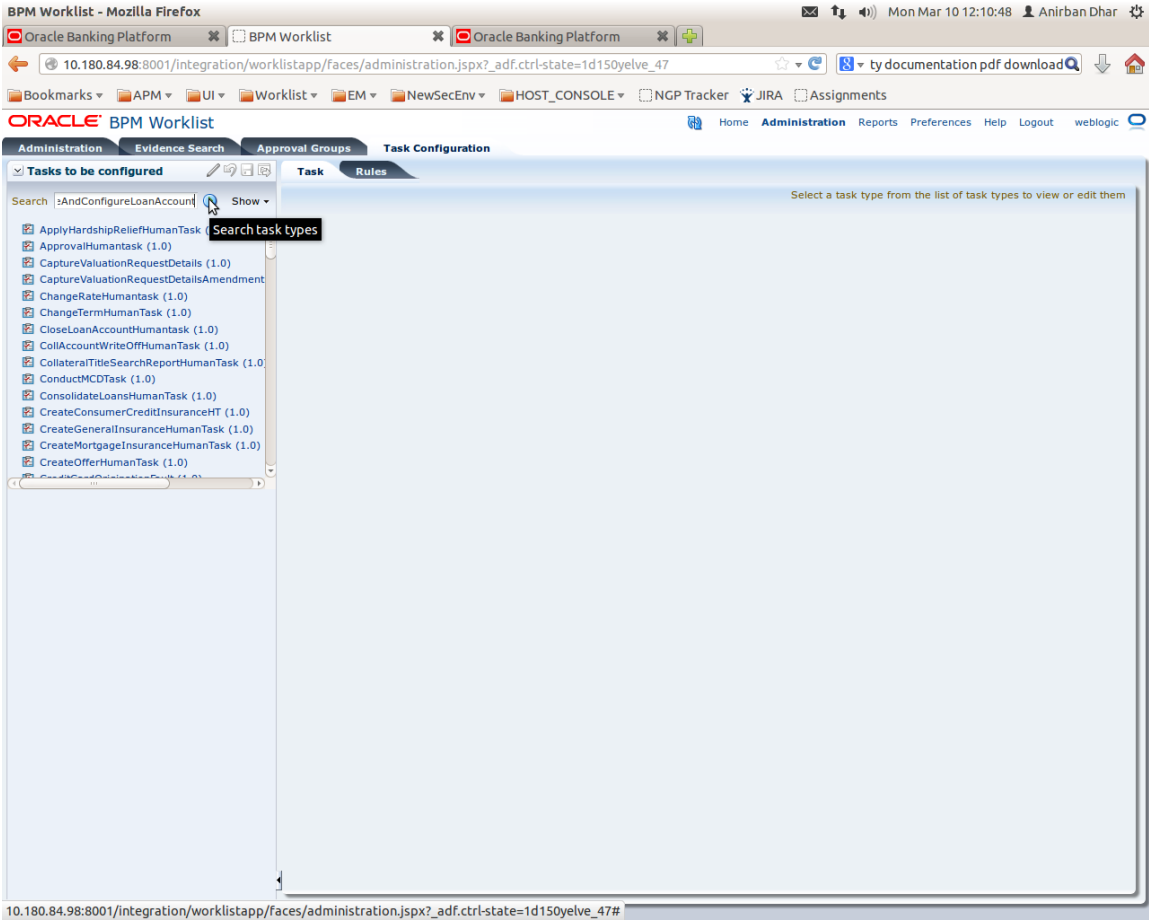 BPM Worklist - Mozilla Firefox
Mon Mar 10 12:10:48 Anirban Dhar
Oracle Banking Platform BPM Worklist Oracle Banking Platform
10.180.84.98:8001/integration/worklistapp/faces/administration.jspx?_adf.ctrl-state=1d150yelve_47 ty documentation pdf download
Bookmarks APM UI Worklist EM NewSecEnv HOST_CONSOLE NGP Tracker JIRA Assignments
ORACLE BPM Worklist Home Administration Reports Preferences Help Logout weblogic
Administration Evidence Search Approval Groups Task Configuration
Tasks to be configured Task Rules
Search eAndConfigureLoanAccount Show Select a task type from the list of task types to view or edit them
ApplyHardshipReliefHumanTask ( Search task types
ApprovalHumantask (1.0)
CaptureValuationRequestDetails (1.0)
CaptureValuationRequestDetailsAmendment
ChangeRateHumantask (1.0)
ChangeTermHumanTask (1.0)
CloseLoanAccountHumantask (1.0)
CollAccountWriteOffHumanTask (1.0)
CollateralTitleSearchReportHumanTask (1.0)
ConductMCDTask (1.0)
ConsolidateLoansHumanTask (1.0)
CreateConsumerCreditInsuranceHT (1.0)
CreateGeneralInsuranceHumanTask (1.0)
CreateMortgageInsuranceHumanTask (1.0)
CreateOfferHumanTask (1.0)
CreditCardOriginationFault (1.0)
10.180.84.98:8001/integration/worklistapp/faces/administration.jspx?_adf.ctrl-state=1d150yelve_47#